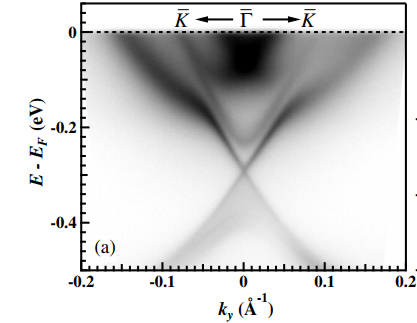 K̅ ← Γ̅ → K̅
0
-0.2
-0.4
E - E_F (eV)
(a)
-0.2 -0.1 0 0.1 0.2
k_y (Å⁻¹)